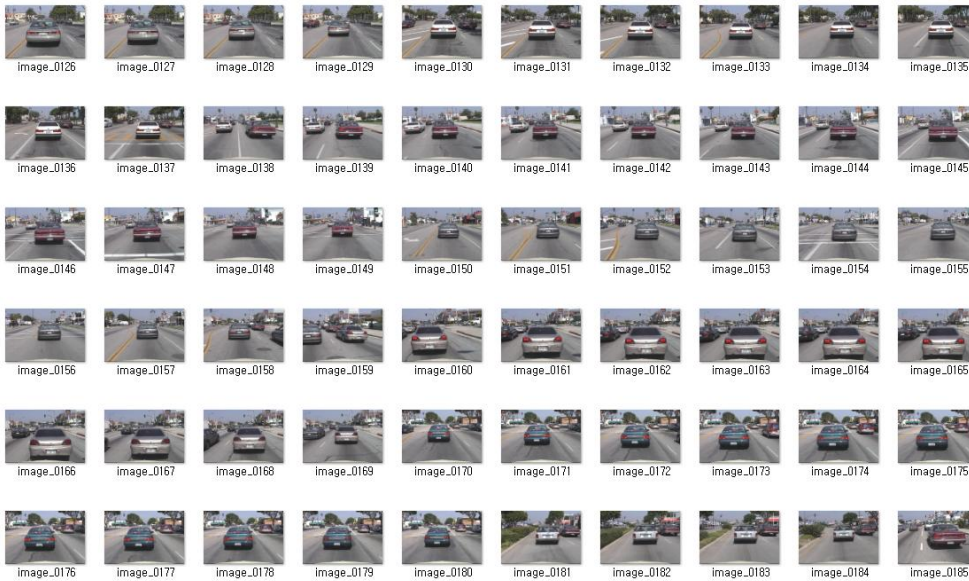 image_0126 image_0127 image_0128 image_0129 image_0130 image_0131 image_0132 image_0133 image_0134 image_0135
image_0136 image_0137 image_0138 image_0139 image_0140 image_0141 image_0142 image_0143 image_0144 image_0145
image_0146 image_0147 image_0148 image_0149 image_0150 image_0151 image_0152 image_0153 image_0154 image_0155
image_0156 image_0157 image_0158 image_0159 image_0160 image_0161 image_0162 image_0163 image_0164 image_0165
image_0166 image_0167 image_0168 image_0169 image_0170 image_0171 image_0172 image_0173 image_0174 image_0175
image_0176 image_0177 image_0178 image_0179 image_0180 image_0181 image_0182 image_0183 image_0184 image_0185